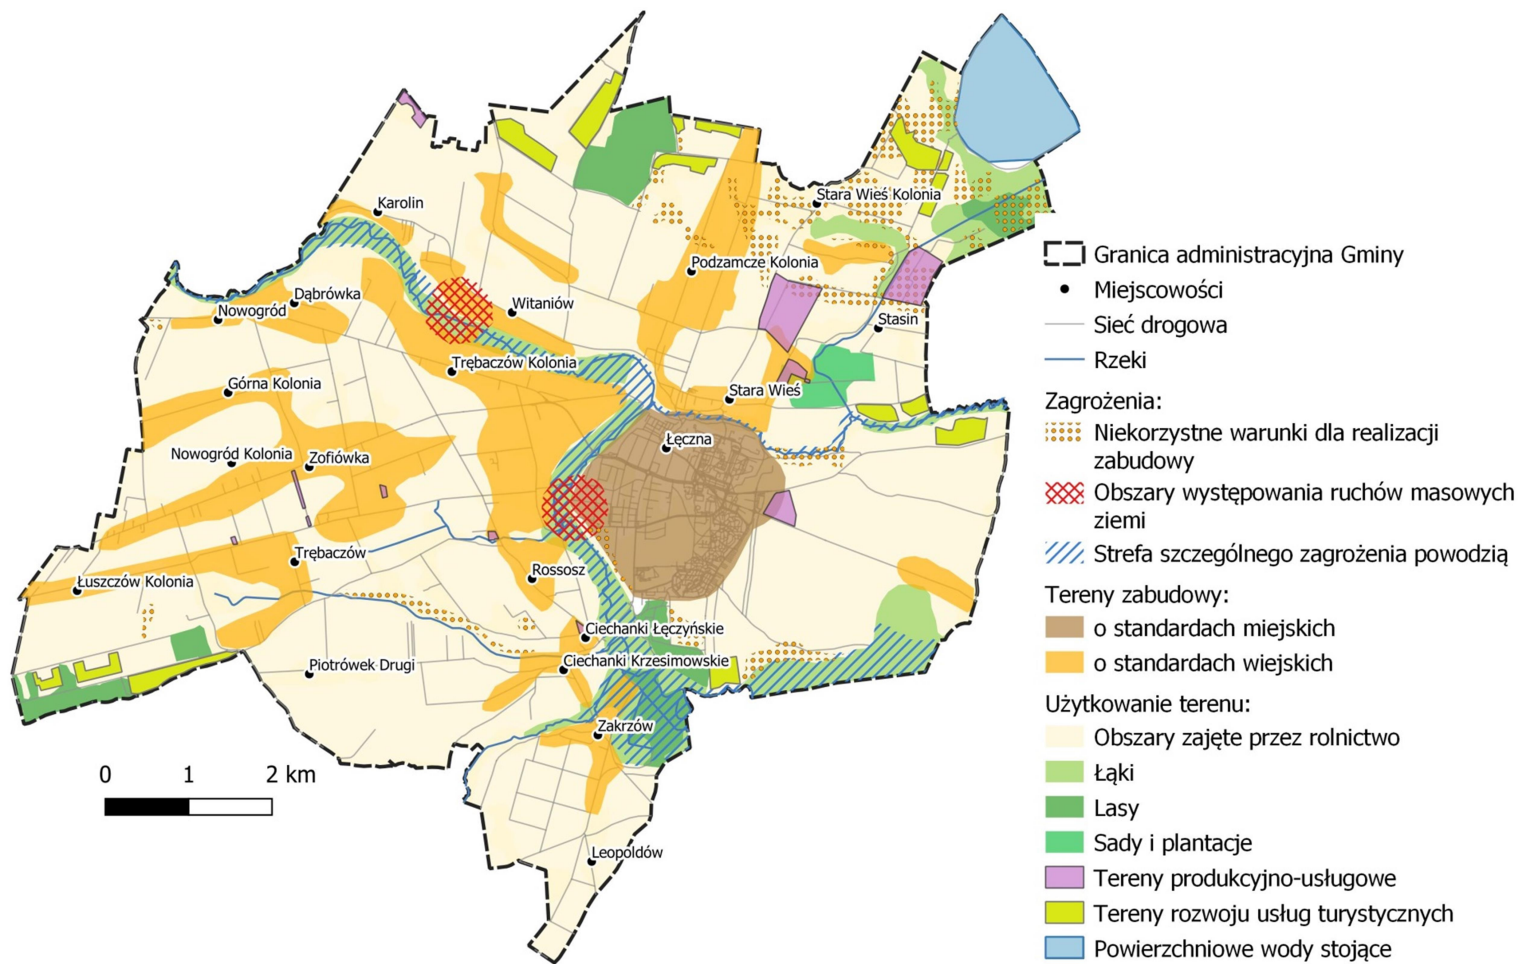 Karolin
Stara Wieś Kolonia
Podzamcze Kolonia
Dąbrówka
Nowogród
Witaniów
Stasin
Trębaczów Kolonia
Górna Kolonia
Stara Wieś
Łęczna
Nowogród Kolonia
Zofiówka
Trębaczów
Rossosz
Łuszczów Kolonia
Ciechanki Łęczyńskie
Piotrówek Drugi
Ciechanki Krzesimowskie
Zakrzów
Leopoldów
0 1 2 km
Granica administracyjna Gminy
Miejscowości
Sieć drogowa
Rzeki
Zagrożenia:
Niekorzystne warunki dla realizacji
zabudowy
Obszary występowania ruchów masowych
ziemi
Strefa szczególnego zagrożenia powodzią
Tereny zabudowy:
o standardach miejskich
o standardach wiejskich
Użytkowanie terenu:
Obszary zajęte przez rolnictwo
Łąki
Lasy
Sady i plantacje
Tereny produkcyjno-usługowe
Tereny rozwoju usług turystycznych
Powierzchniowe wody stojące